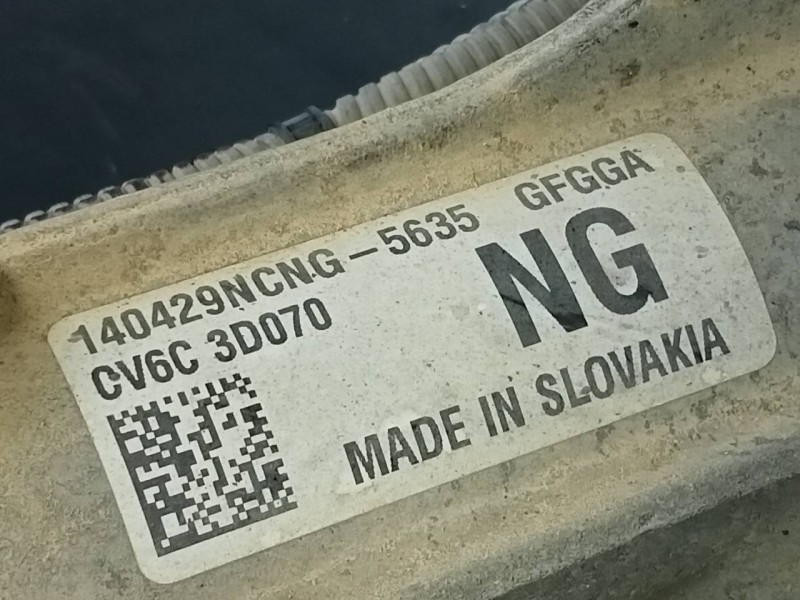 140429NCNG-5635 GFGGA
CV6C 3D070
NG
MADE IN SLOVAKIA